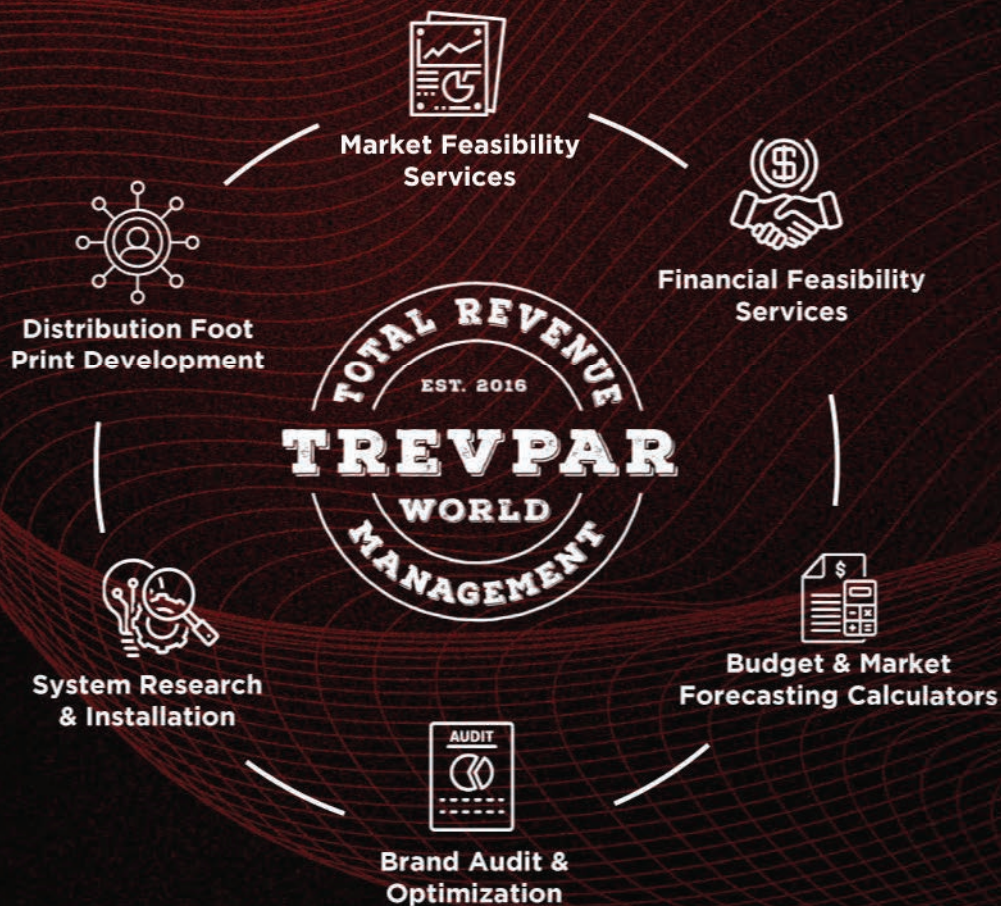 Market Feasibility
Services
Financial Feasibility
Services
Distribution Foot
Print Development
TOTAL REVENUE
EST. 2016
TREVPAR
WORLD
MANAGEMENT
$
Budget & Market
Forecasting Calculators
System Research
& Installation
AUDIT
Brand Audit &
Optimization